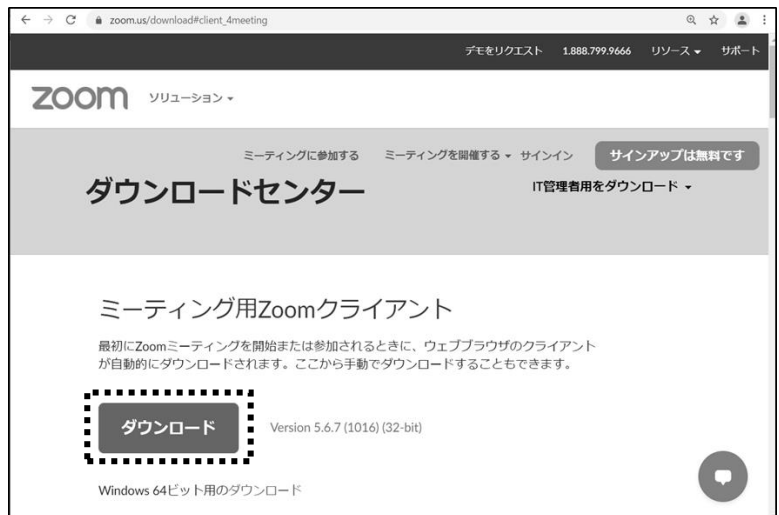 zoom.us/download#client_4meeting
デモをリクエスト 1.888.799.9666 リソース サポート
zoom ソリューション
ミーティングに参加する ミーティングを開催する サインイン サインアップは無料です
ダウンロードセンター
IT管理者用をダウンロード
ミーティング用Zoomクライアント
最初にZoomミーティングを開始または参加されるときに、ウェブブラウザのクライアント
が自動的にダウンロードされます。ここから手動でダウンロードすることもできます。
ダウンロード Version 5.6.7 (1016) (32-bit)
Windows 64ビット用のダウンロード